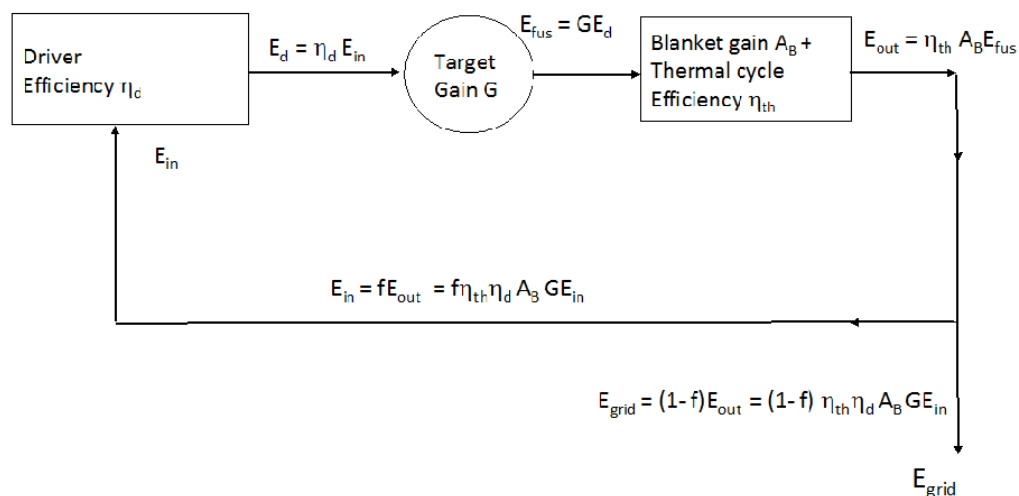 Driver
Efficiency η_d
E_d = η_d E_in
Target
Gain G
E_fus = GE_d
Blanket gain A_B +
Thermal cycle
Efficiency η_th
E_out = η_th A_B E_fus
E_in
E_in = fE_out = fη_th η_d A_B GE_in
E_grid = (1- f)E_out = (1- f) η_th η_d A_B GE_in
E_grid